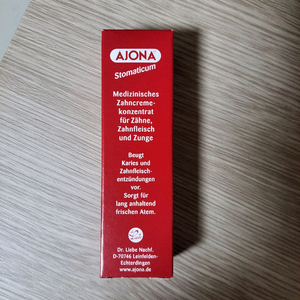 AJONA
Stomaticum
Medizinisches
Zahncreme-
konzentrat
für Zähne,
Zahnfleisch
und Zunge
Beugt
Karies und
Zahnfleisch-
entzündungen
vor.
Sorgt für
lang anhaltend
frischen Atem.
Dr. Liebe Nachf.
D-70746 Leinfelden-
Echterdingen
www.ajona.de